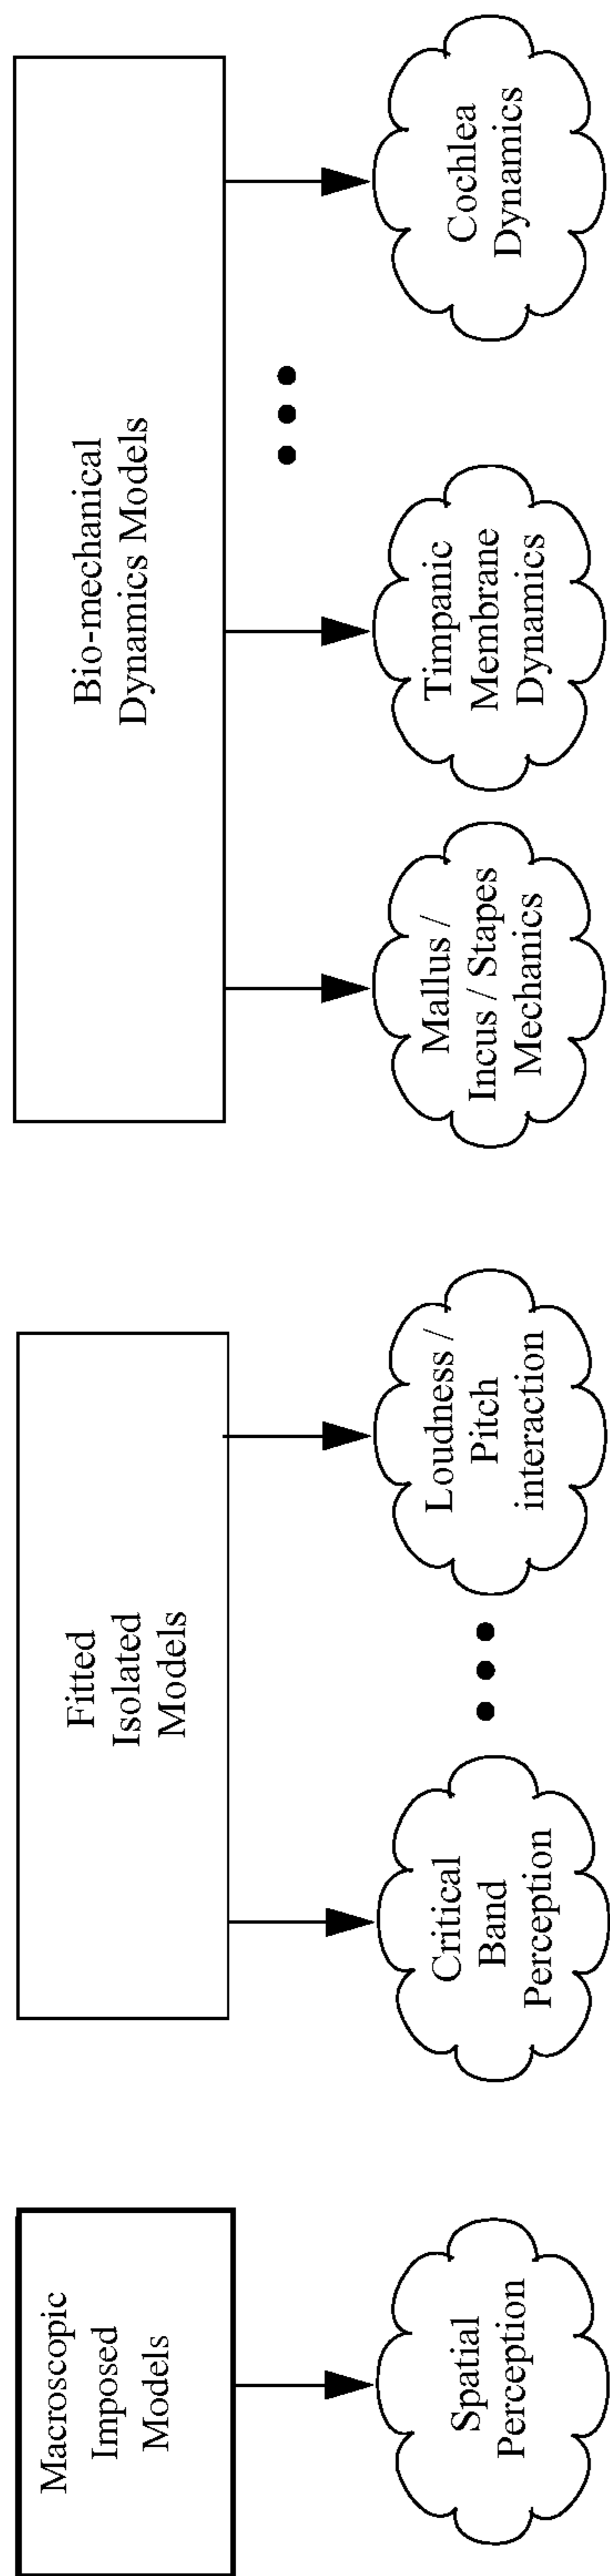 Macroscopic
Imposed
Models
Fitted
Isolated
Models
Bio-mechanical
Dynamics Models
Spatial
Perception
Critical
Band
Perception
Loudness /
Pitch
interaction
Mallus /
Incus / Stapes
Mechanics
Timpanic
Membrane
Dynamics
Cochlea
Dynamics